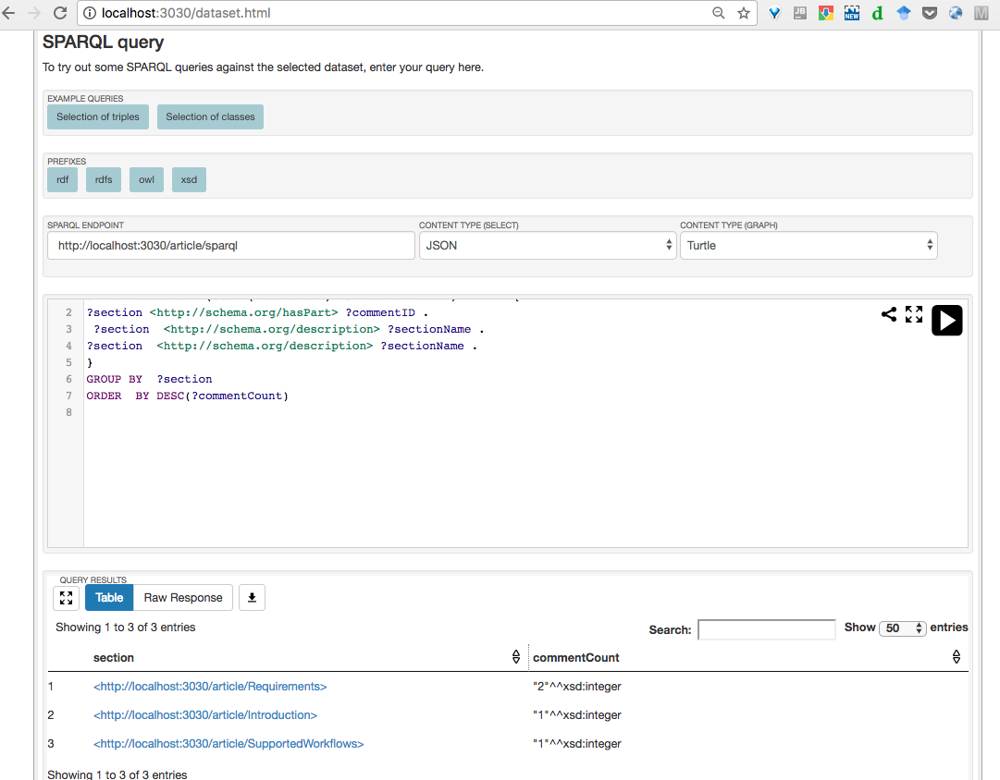 localhost:3030/dataset.html
JB
NEW
d
M
SPARQL query
To try out some SPARQL queries against the selected dataset, enter your query here.
EXAMPLE QUERIES
Selection of triples
Selection of classes
PREFIXES
rdf
rdfs
owl
xsd
SPARQL ENDPOINT
CONTENT TYPE (SELECT)
CONTENT TYPE (GRAPH)
http://localhost:3030/article/sparql
JSON
Turtle
2 ?section <http://schema.org/hasPart> ?commentID .
3 ?section <http://schema.org/description> ?sectionName .
4 ?section <http://schema.org/description> ?sectionName .
5 }
6 GROUP BY ?section
7 ORDER BY DESC(?commentCount)
8
QUERY RESULTS
Table
Raw Response
Showing 1 to 3 of 3 entries
Search:
Show 50 entries
section
commentCount
1 <http://localhost:3030/article/Requirements> "2"^^xsd:integer
2 <http://localhost:3030/article/Introduction> "1"^^xsd:integer
3 <http://localhost:3030/article/SupportedWorkflows> "1"^^xsd:integer
Showing 1 to 3 of 3 entries